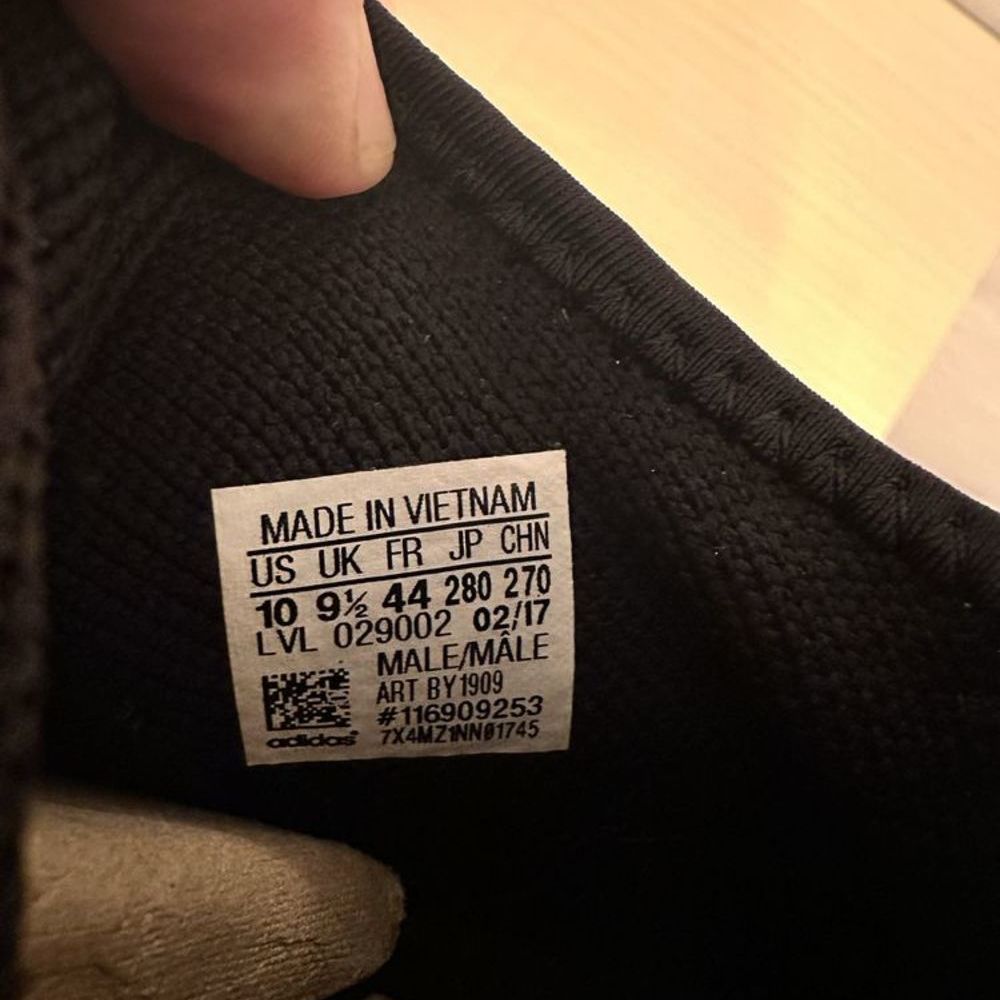 MADE IN VIETNAM
US UK FR JP CHN
10 9½ 44 280 270
LVL 029002 02/17
MALE/MÂLE
ART BY1909
#116909253
7X4MZ1NN01745
adidas